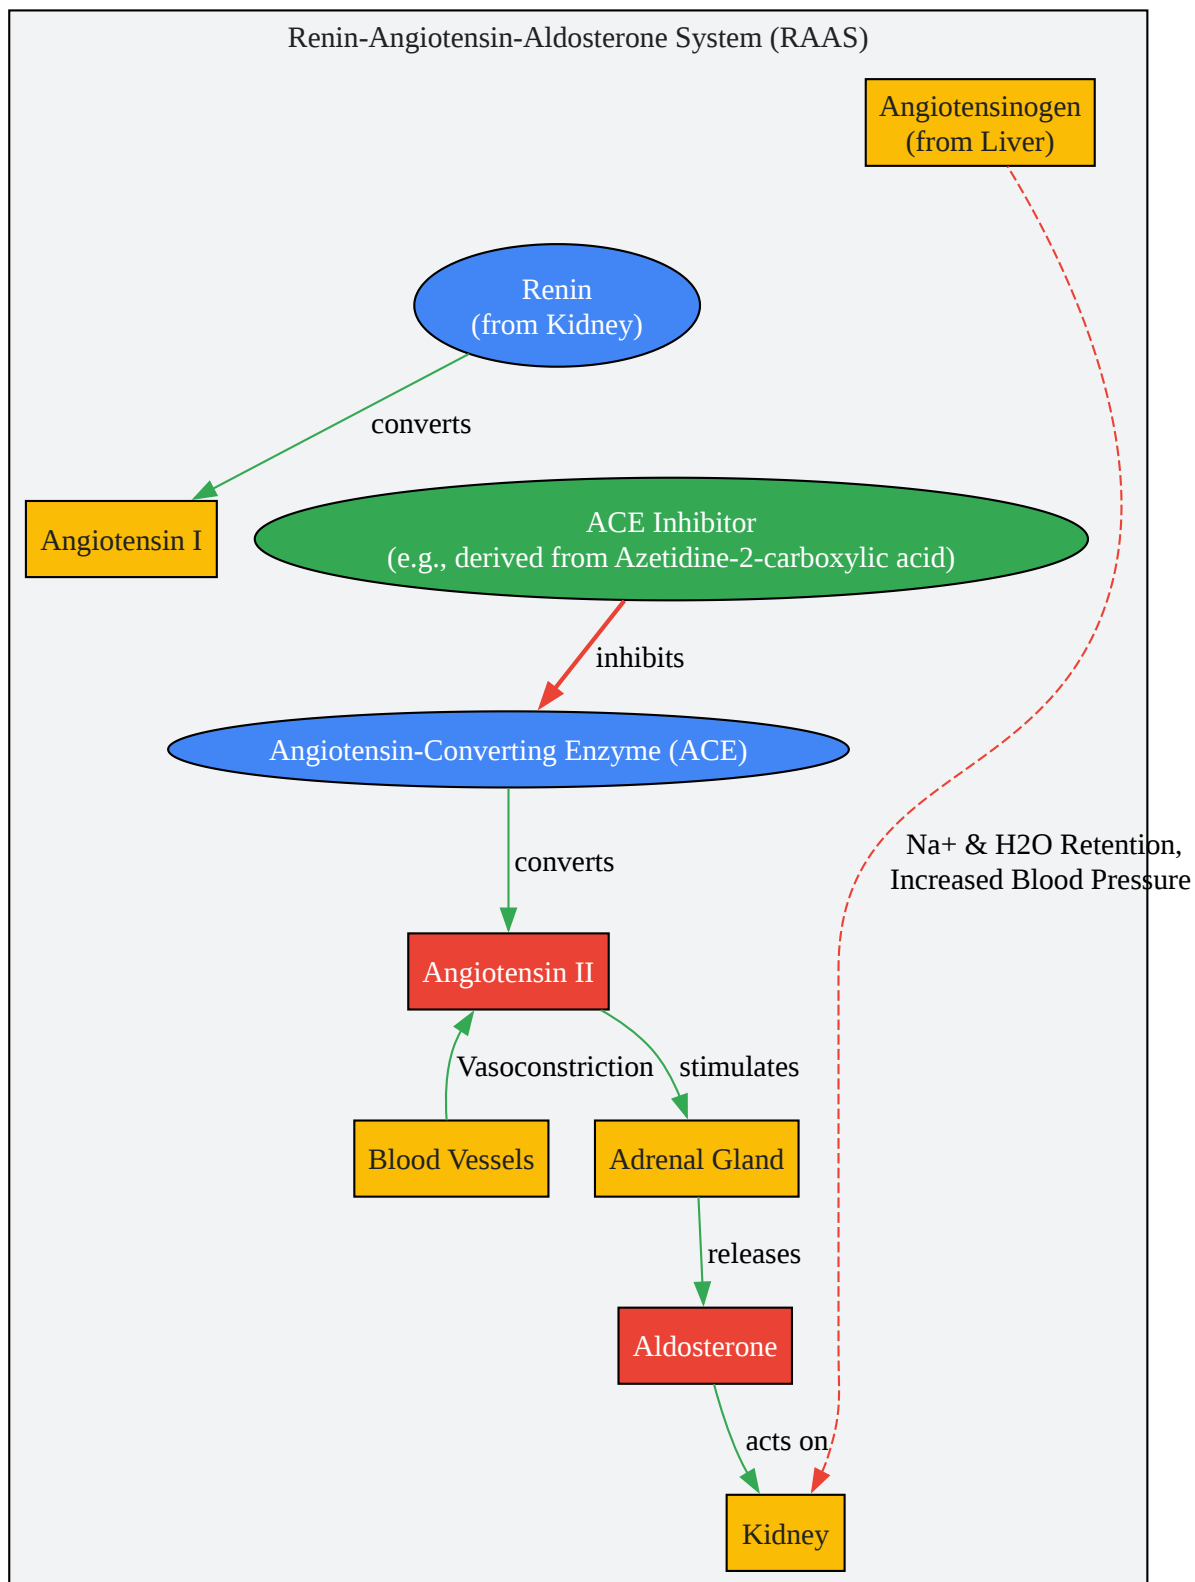 Renin-Angiotensin-Aldosterone System (RAAS)
Angiotensinogen
(from Liver)
Renin
(from Kidney)
converts
Angiotensin I
ACE Inhibitor
(e.g., derived from Azetidine-2-carboxylic acid)
inhibits
Angiotensin-Converting Enzyme (ACE)
Na+ & H2O Retention,
Increased Blood Pressure
converts
Angiotensin II
Vasoconstriction
stimulates
Blood Vessels
Adrenal Gland
releases
Aldosterone
acts on
Kidney